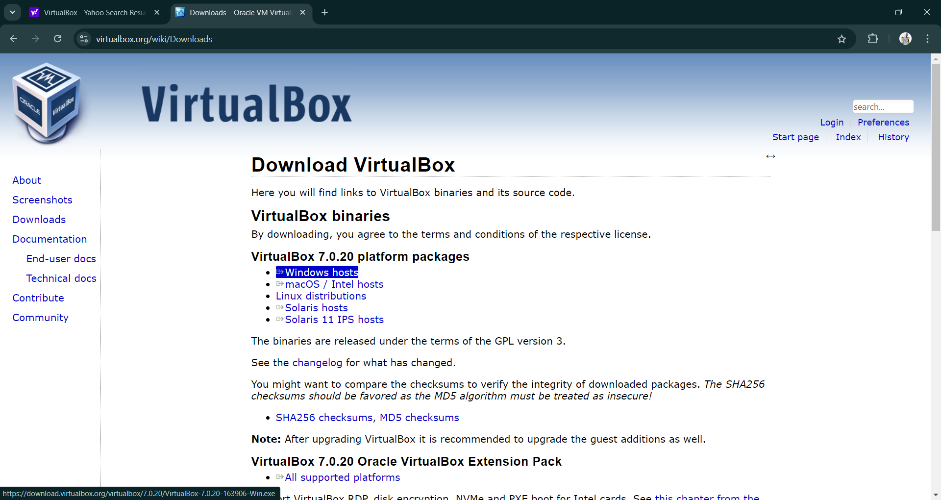 VirtualBox - Yahoo Search Resu
Downloads – Oracle VM Virtual
virtualbox.org/wiki/Downloads
ORACLE
VM
VirtualBox
VirtualBox
search...
Login
Preferences
Start page
Index
History
About
Screenshots
Downloads
Documentation
End-user docs
Technical docs
Contribute
Community
Download VirtualBox
Here you will find links to VirtualBox binaries and its source code.
VirtualBox binaries
By downloading, you agree to the terms and conditions of the respective license.
VirtualBox 7.0.20 platform packages
Windows hosts
macOS / Intel hosts
Linux distributions
Solaris hosts
Solaris 11 IPS hosts
The binaries are released under the terms of the GPL version 3.
See the changelog for what has changed.
You might want to compare the checksums to verify the integrity of downloaded packages. The SHA256
checksums should be favored as the MD5 algorithm must be treated as insecure!
SHA256 checksums, MD5 checksums
Note: After upgrading VirtualBox it is recommended to upgrade the guest additions as well.
VirtualBox 7.0.20 Oracle VirtualBox Extension Pack
All supported platforms
VirtualBox RDP, disk encryption, NVMe and PXE boot for Intel cards. See this chapter from the
https://download.virtualbox.org/virtualbox/7.0.20/VirtualBox-7.0.20-163906-Win.exe